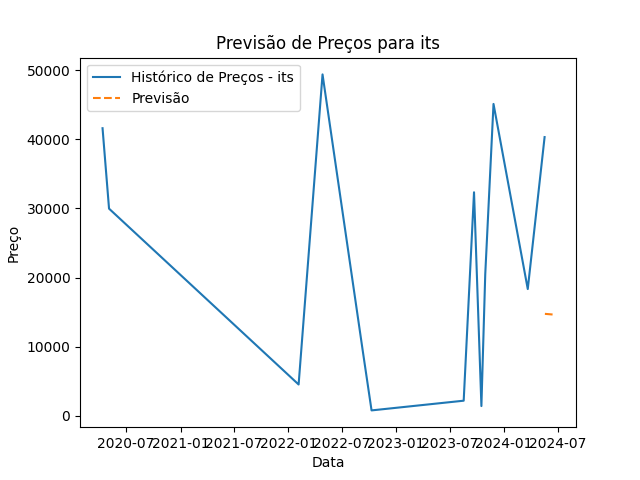 Previsão de Preços para its
Histórico de Preços - its
Previsão
50000
40000
30000
20000
10000
0
Preço
2020-07 2021-01 2021-07 2022-01 2022-07 2023-01 2023-07 2024-01 2024-07
Data